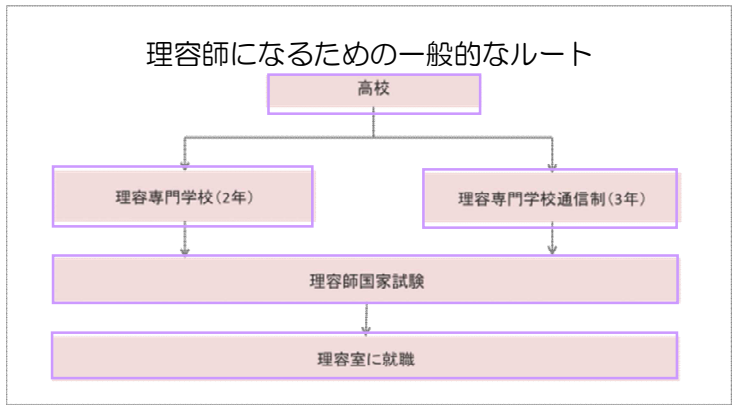 理容師になるための一般的なルート
高校
理容専門学校（2年）
理容専門学校通信制（3年）
理容師国家試験
理容室に就職